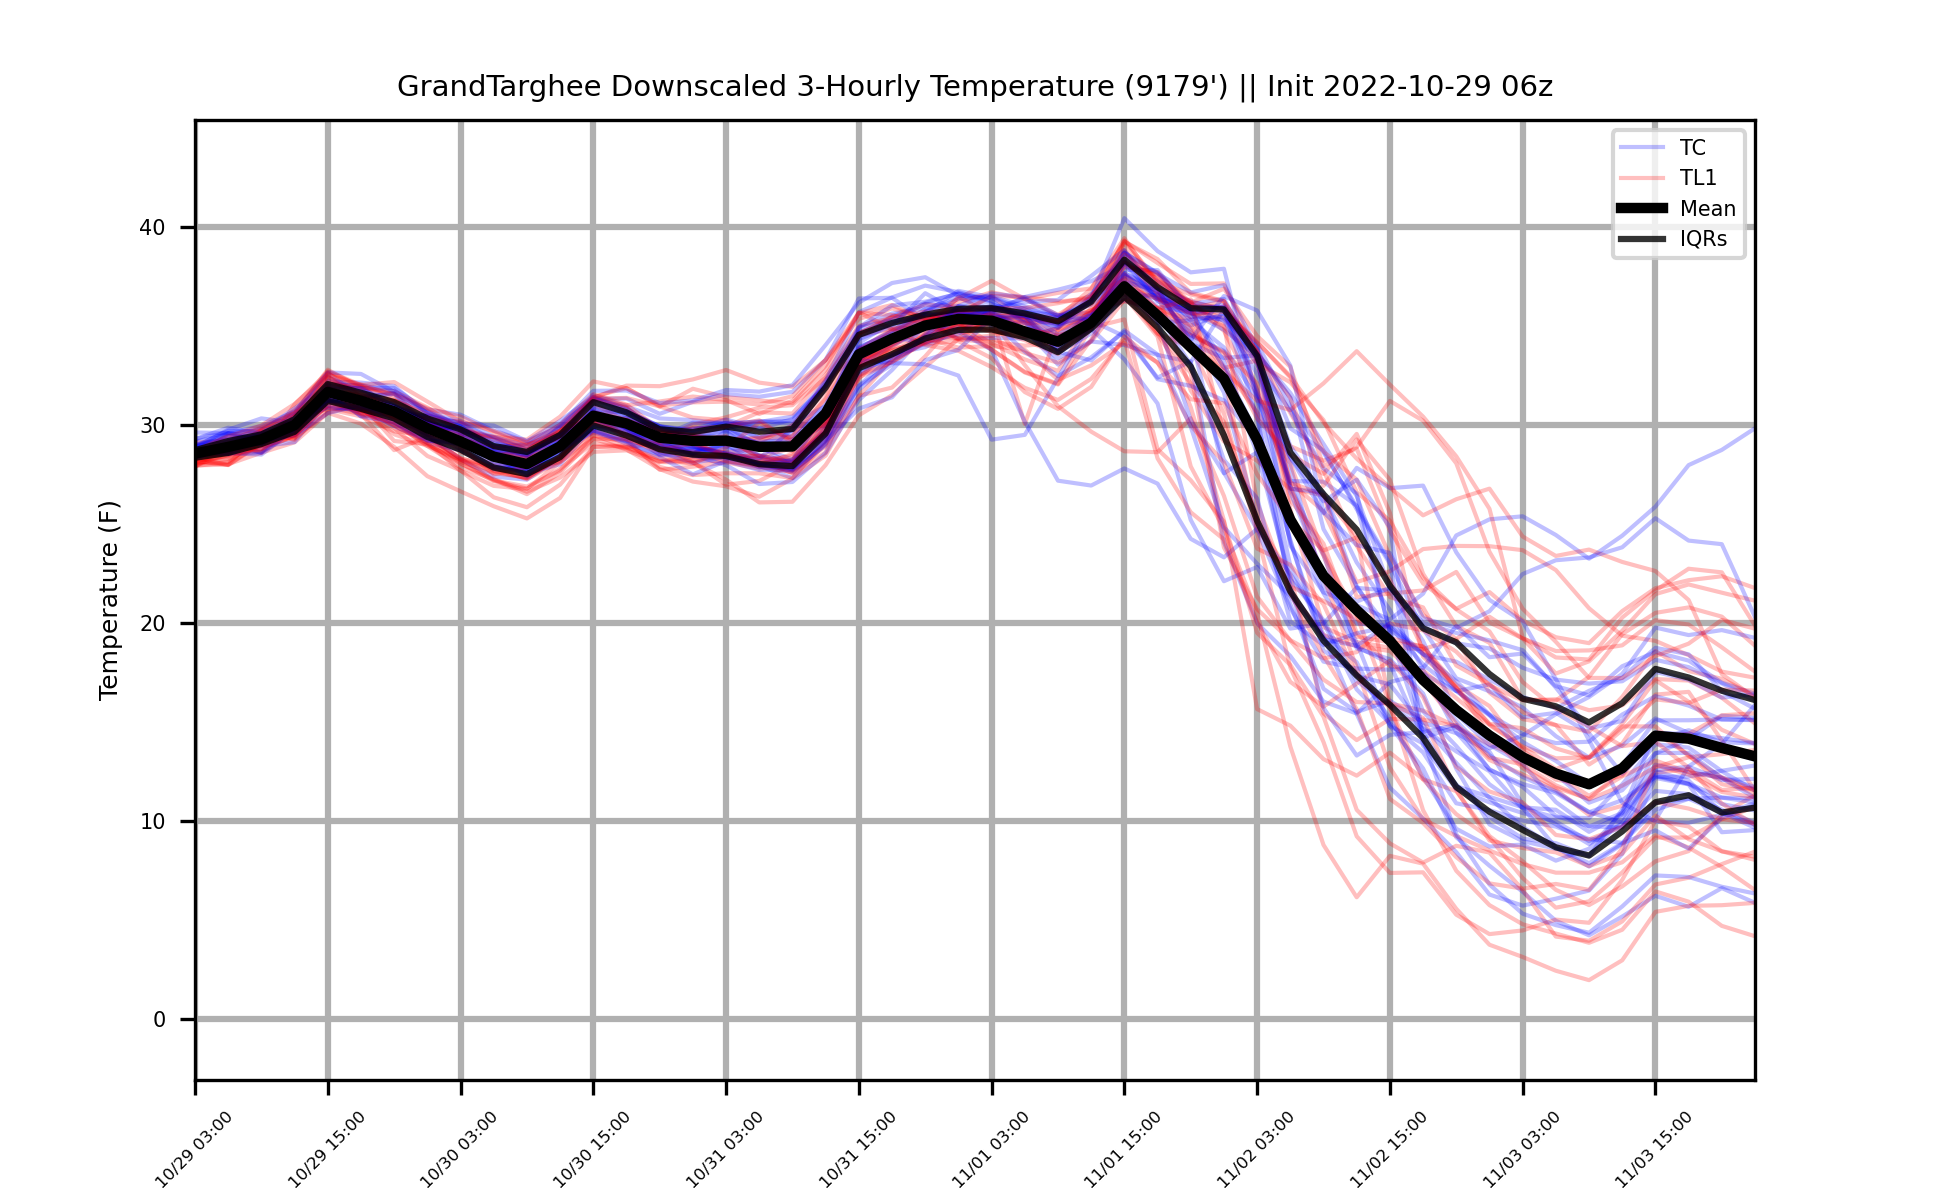 GrandTarghee Downscaled 3-Hourly Temperature (9179') || Init 2022-10-29 06z
TC
TL1
Mean
IQRs
Temperature (F)
40
30
20
10
0
10/29 03:00
10/29 15:00
10/30 03:00
10/30 15:00
10/31 03:00
10/31 15:00
11/01 03:00
11/01 15:00
11/02 03:00
11/02 15:00
11/03 03:00
11/03 15:00